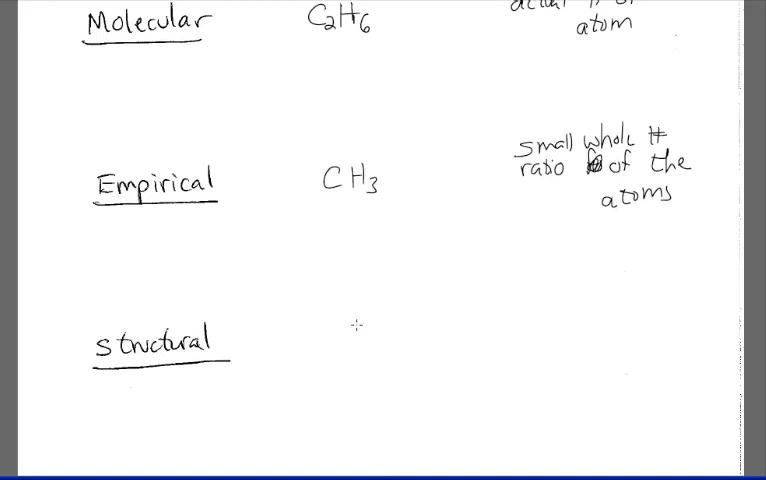 Molecular
C2H6
atom
Empirical
CH3
small whole #
ratio of the
atoms
structural